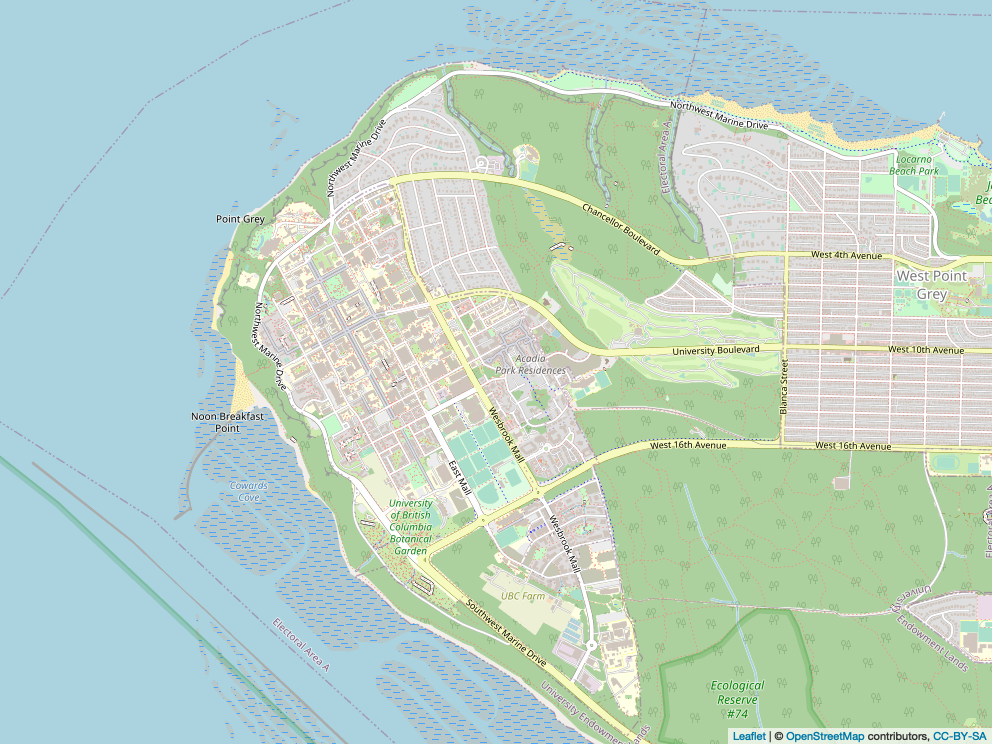 Northwest Marine Drive
Electoral Area A
Northwest Marine Drive
Locarno
Beach Park
Point Grey
Chancellor Boulevard
West 4th Avenue
West Point
Grey
Northwest Marine Drive
University Boulevard
West 10th Avenue
Acadia
Park Residences
Blanca Street
Noon Breakfast
Point
Wesbrook Mall
West 16th Avenue
West 16th Avenue
East Mall
Cowards
Cove
University
of British
Columbia
Botanical
Garden
Wesbrook Mall
UBC Farm
Southwest Marine Drive
Electoral Area A
Endowment Lands
Ecological
Reserve
#74
University Endowment Lands
Leaflet | © OpenStreetMap contributors, CC-BY-SA